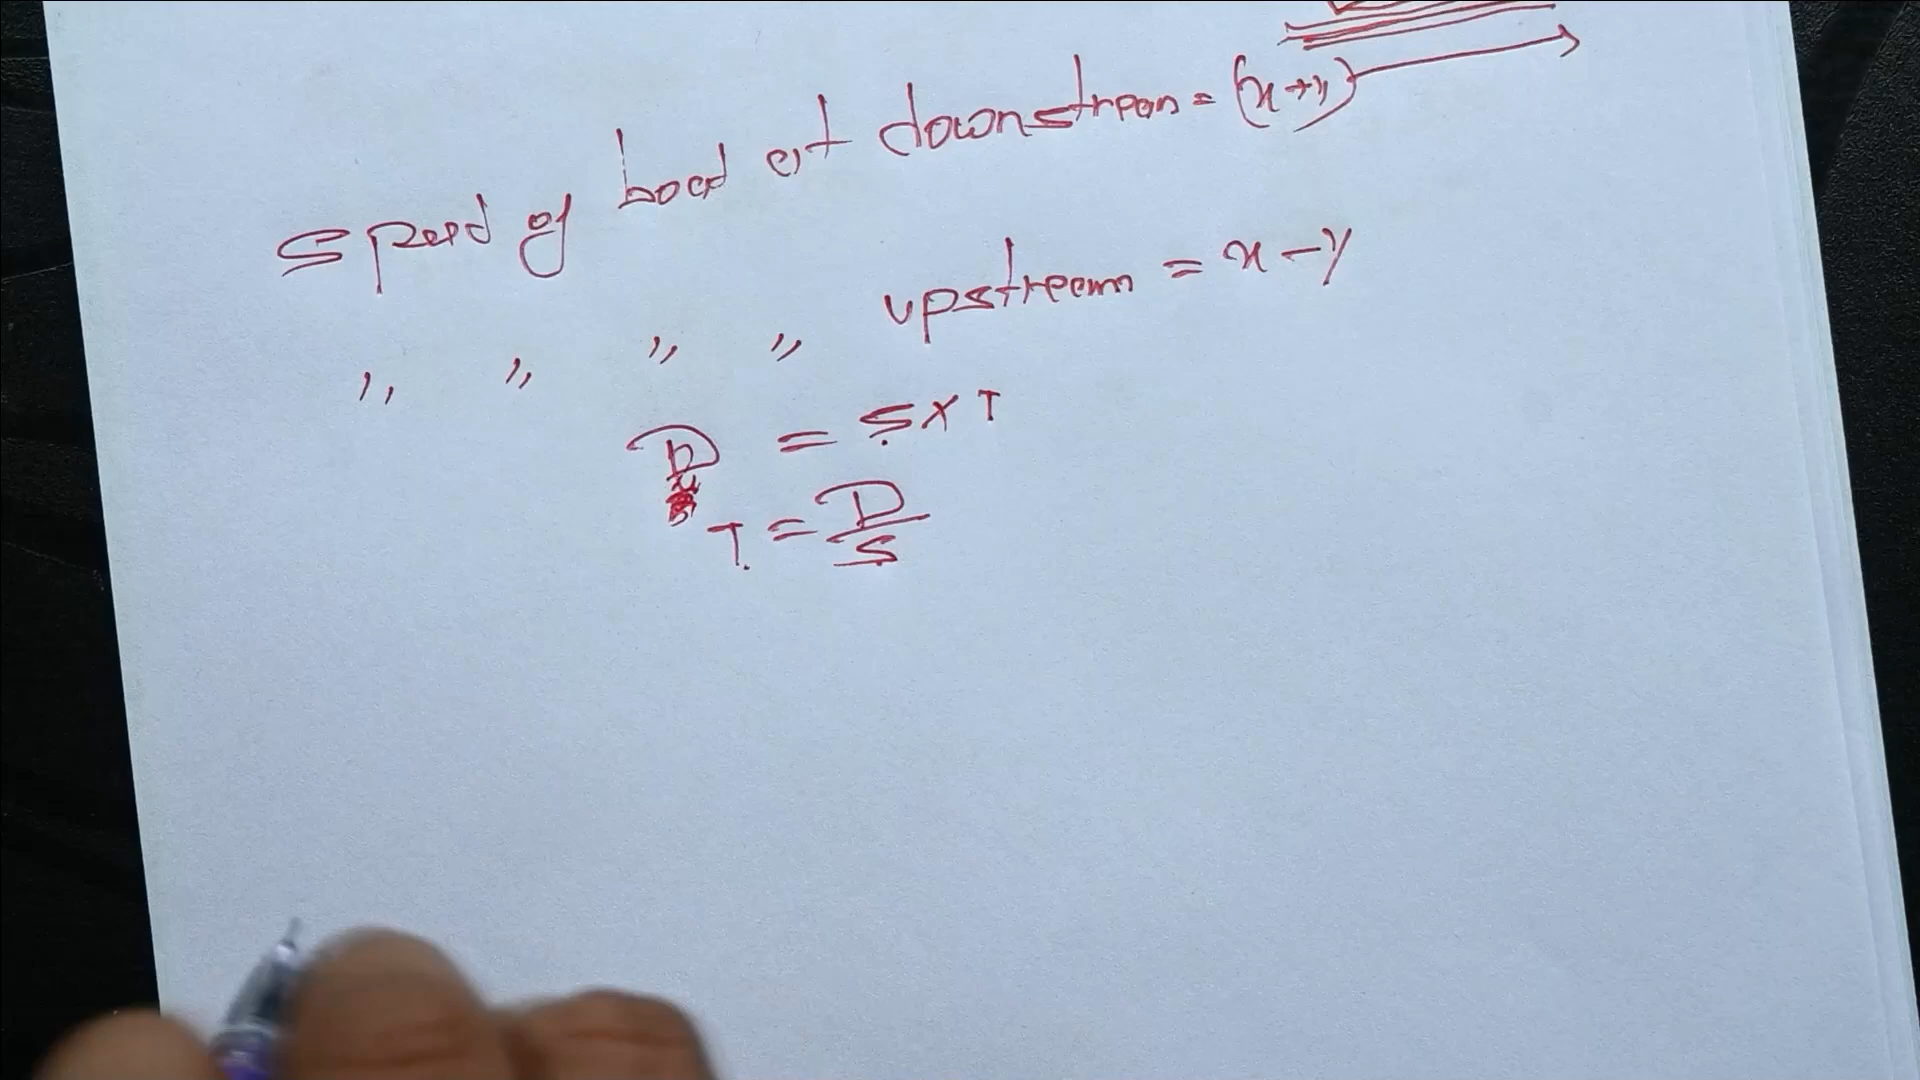 Speed of boat at downstream = (x+y)
,, ,, ,, ,, upstream = x-y
D = S x T
T = D/S